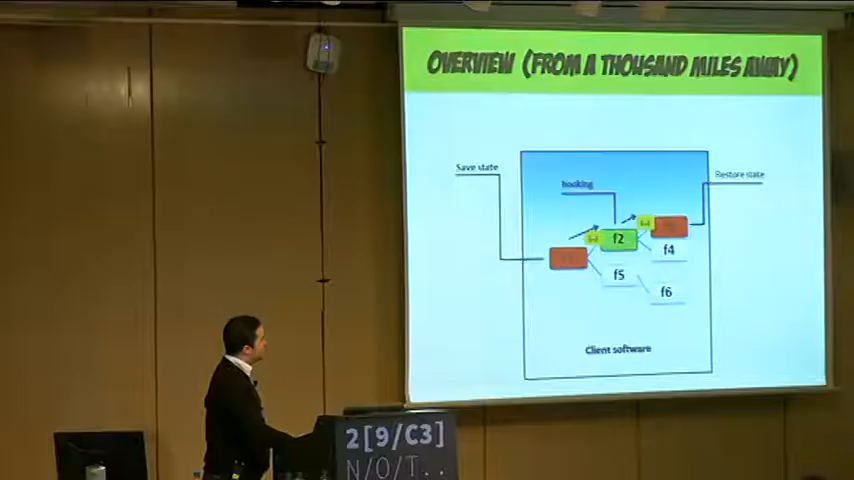 OVERVIEW (FROM A THOUSAND MILES AWAY)
Save state
Restore state
hooking
f2
f4
f5
f6
Client software
2[9/C3]
N/O/T...